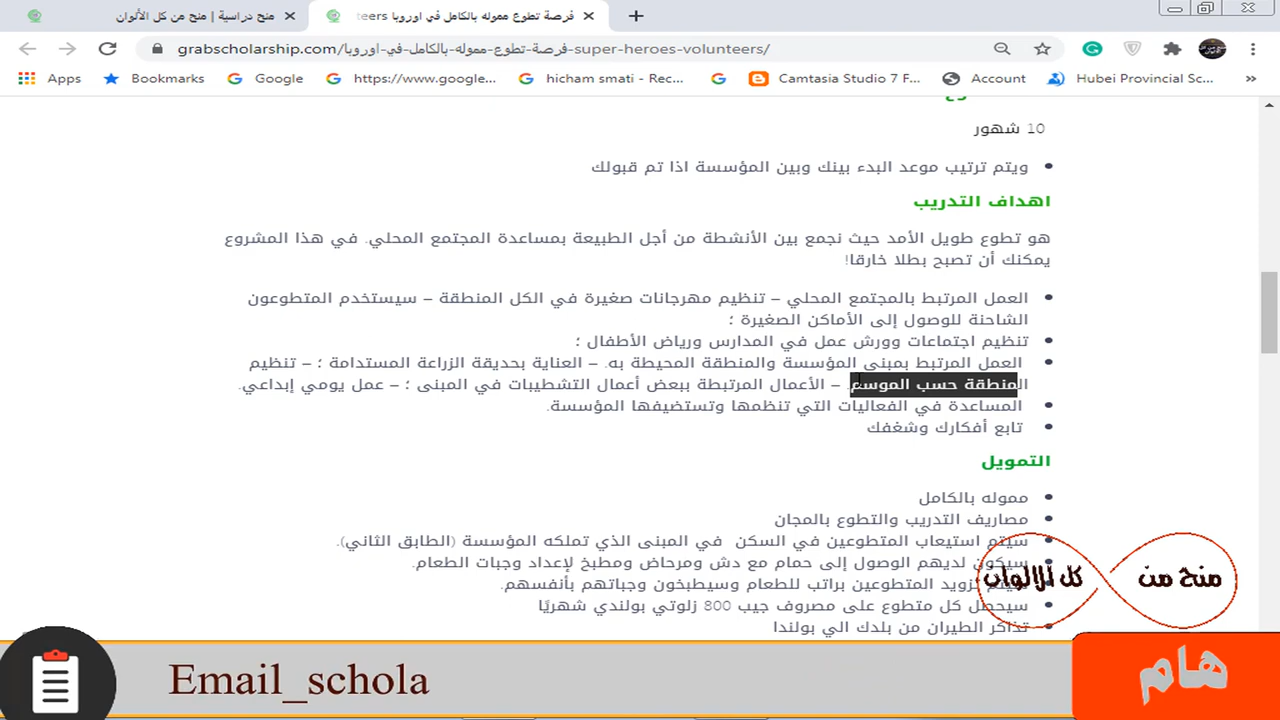 منح دراسية | منح من كل الألوان
فرصة تطوع مموله بالكامل في اوروبا teers
grabscholarship.com/فرصة-تطوع-مموله-بالكامل-في-اوروبا-super-heroes-volunteers/
Apps Bookmarks Google https://www.google... hicham smati - Rec... Camtasia Studio 7 F... Account Hubei Provincial Sc... »
10 شهور
ويتم ترتيب موعد البدء بينك وبين المؤسسة اذا تم قبولك
اهداف التدريب
هو تطوع طويل الأمد حيث نجمع بين الأنشطة من أجل الطبيعة بمساعدة المجتمع المحلي. في هذا المشروع
يمكنك أن تصبح بطلا خارقا!
العمل المرتبط بالمجتمع المحلي – تنظيم مهرجانات صغيرة في الكل المنطقة – سيستخدم المتطوعون
الشاحنة للوصول إلى الأماكن الصغيرة ؛
تنظيم اجتماعات وورش عمل في المدارس ورياض الأطفال ؛
العمل المرتبط بمبنى المؤسسة والمنطقة المحيطة به. – العناية بحديقة الزراعة المستدامة ؛ – تنظيم
المنطقة حسب الموسم. – الأعمال المرتبطة ببعض أعمال التشطيبات في المبنى ؛ – عمل يومي إبداعي.
المساعدة في الفعاليات التي تنظمها وتستضيفها المؤسسة.
تابع أفكارك وشغفك
التمويل
مموله بالكامل
مصاريف التدريب والتطوع بالمجان
سيتم استيعاب المتطوعين في السكن في المبنى الذي تملكه المؤسسة (الطابق الثاني).
سيكون لديهم الوصول إلى حمام مع دش ومرحاض ومطبخ لإعداد وجبات الطعام.
تزويد المتطوعين براتب للطعام وسيطبخون وجباتهم بأنفسهم.
سيحصل كل متطوع على مصروف جيب 800 زلوتي بولندي شهريًا
تذاكر الطيران من بلدك الي بولندا
منح من كل الالوان
Email_schola
هام